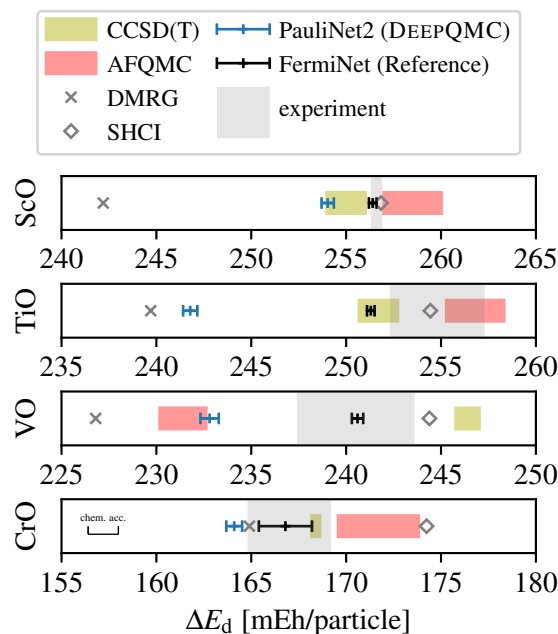 CCSD(T)
AFQMC
DMRG
SHCI
PauliNet2 (DEEPQMC)
FermiNet (Reference)
experiment
ScO
240 245 250 255 260 265
TiO
235 240 245 250 255 260
VO
225 230 235 240 245 250
CrO
chem. acc.
155 160 165 170 175 180
ΔE_d [mEh/particle]